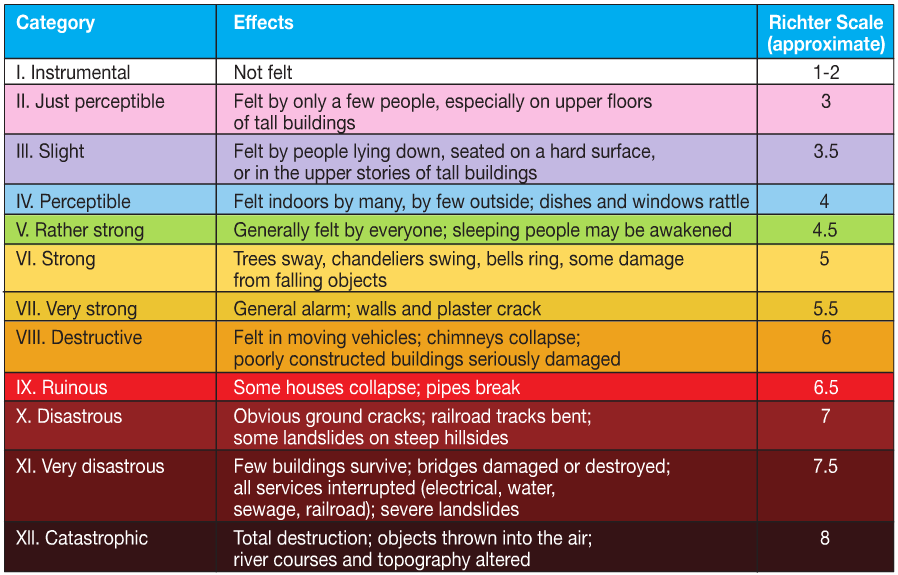 Category Effects Richter Scale
(approximate)
I. Instrumental Not felt 1-2
II. Just perceptible Felt by only a few people, especially on upper floors 3
of tall buildings
III. Slight Felt by people lying down, seated on a hard surface, 3.5
or in the upper stories of tall buildings
IV. Perceptible Felt indoors by many, by few outside; dishes and windows rattle 4
V. Rather strong Generally felt by everyone; sleeping people may be awakened 4.5
VI. Strong Trees sway, chandeliers swing, bells ring, some damage 5
from falling objects
VII. Very strong General alarm; walls and plaster crack 5.5
VIII. Destructive Felt in moving vehicles; chimneys collapse; 6
poorly constructed buildings seriously damaged
IX. Ruinous Some houses collapse; pipes break 6.5
X. Disastrous Obvious ground cracks; railroad tracks bent; 7
some landslides on steep hillsides
XI. Very disastrous Few buildings survive; bridges damaged or destroyed; 7.5
all services interrupted (electrical, water,
sewage, railroad); severe landslides
XII. Catastrophic Total destruction; objects thrown into the air; 8
river courses and topography altered